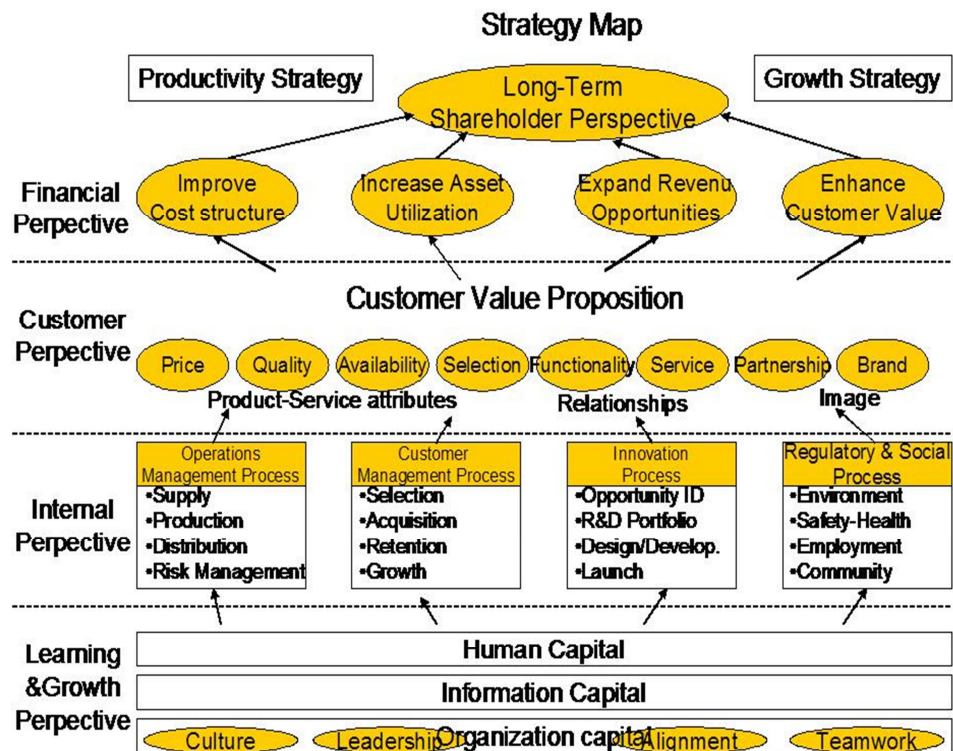 Strategy Map
Productivity Strategy
Growth Strategy
Long-Term
Shareholder Perspective
Financial
Perpective
Improve
Cost structure
Increase Asset
Utilization
Expand Revenu
Opportunities
Enhance
Customer Value
Customer Value Proposition
Customer
Perpective
Price
Quality
Availability
Selection
Functionality
Service
Partnership
Brand
Product-Service attributes
Relationships
Image
Internal
Perpective
Operations
Management Process
•Supply
•Production
•Distribution
•Risk Management
Customer
Management Process
•Selection
•Acquisition
•Retention
•Growth
Innovation
Process
•Opportunity ID
•R&D Portfolio
•Design/Develop.
•Launch
Regulatory & Social
Process
•Environment
•Safety-Health
•Employment
•Community
Learning
&Growth
Perpective
Human Capital
Information Capital
Organization capital
Culture
Leadership
Alignment
Teamwork